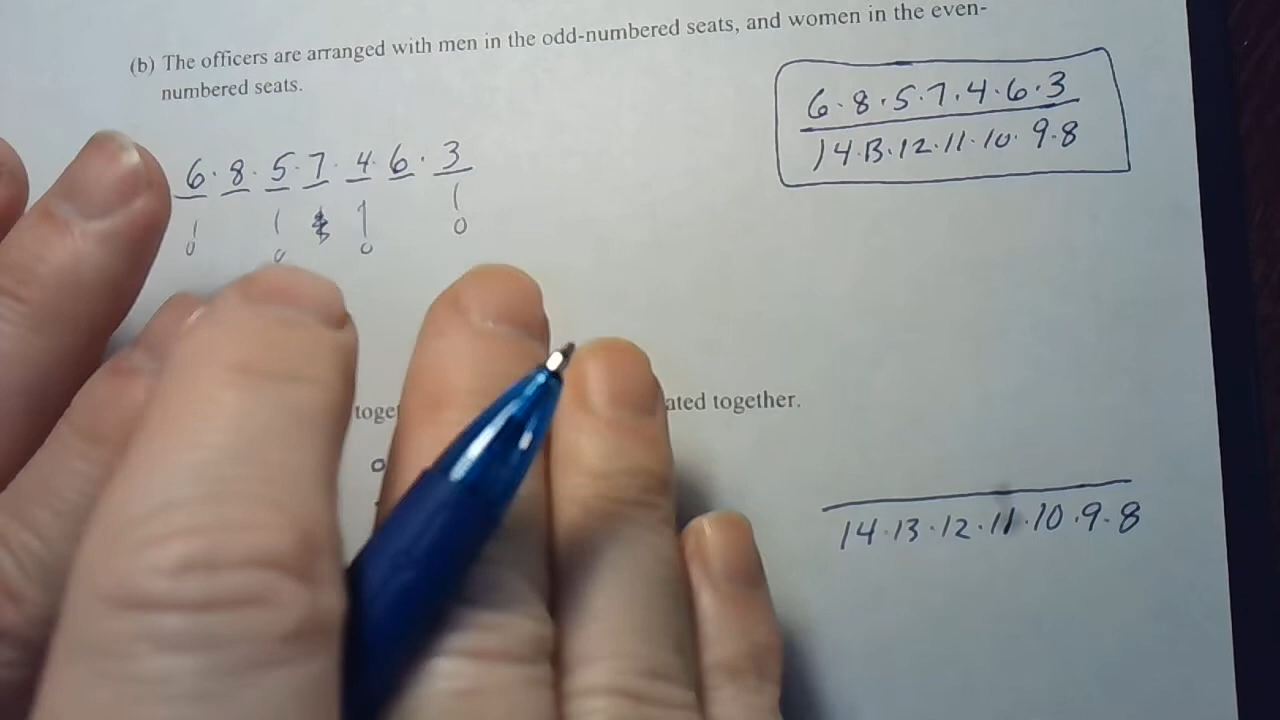 (b) The officers are arranged with men in the odd-numbered seats, and women in the even-
numbered seats.
6 · 8 · 5 · 7 · 4 · 6 · 3
6 · 8 · 5 · 7 · 4 · 6 · 3
14 · 13 · 12 · 11 · 10 · 9 · 8
together.
14 · 13 · 12 · 11 · 10 · 9 · 8